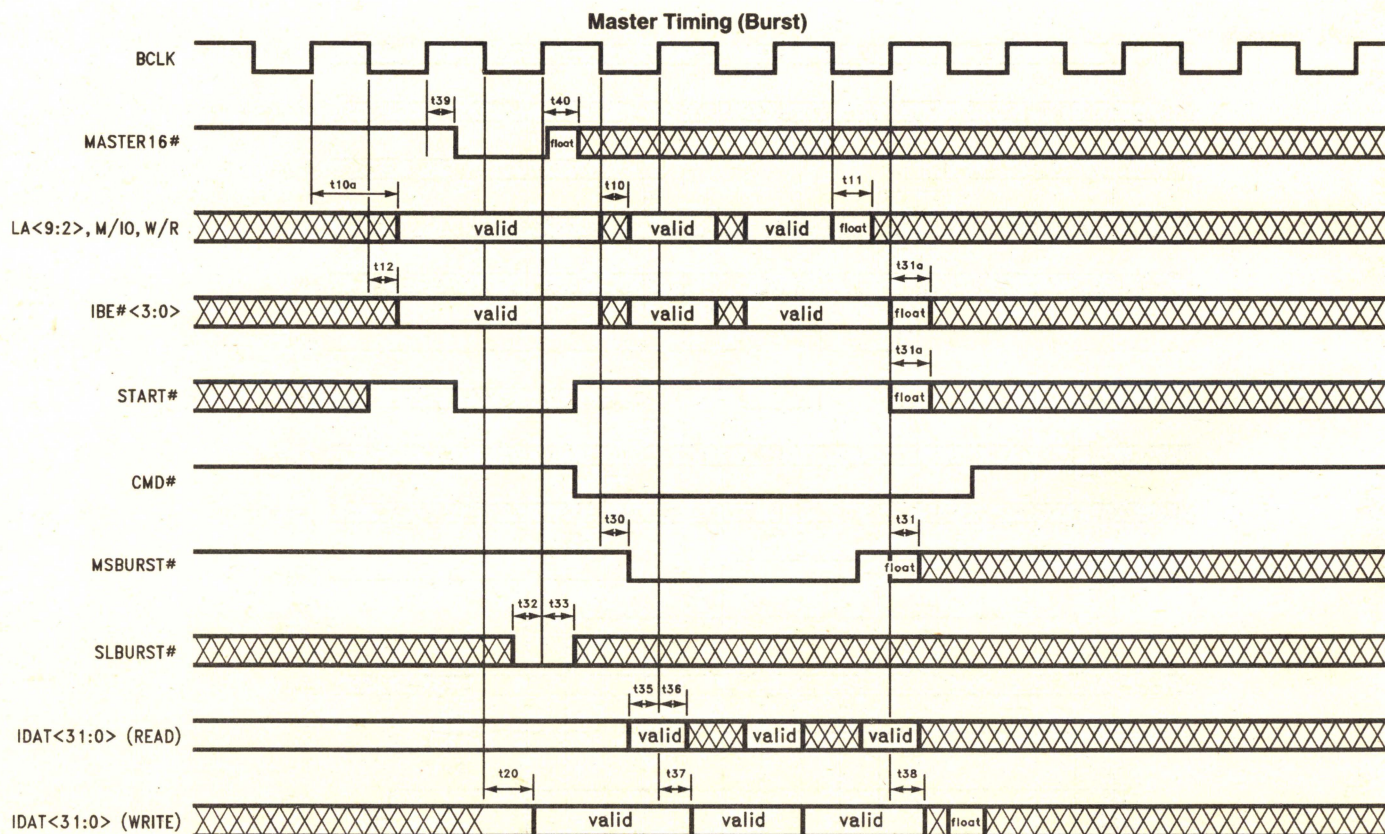 Master Timing (Burst)
BCLK
t39 t40
MASTER16# float
t10a t10 t11
LA<9:2>, M/IO, W/R valid valid valid float
t12 t31a
IBE#<3:0> valid valid valid float
t31a
START# float
CMD#
t30 t31
MSBURST# float
t32 t33
SLBURST#
t35 t36
IDAT<31:0> (READ) valid valid valid
t20 t37 t38
IDAT<31:0> (WRITE) valid valid valid float